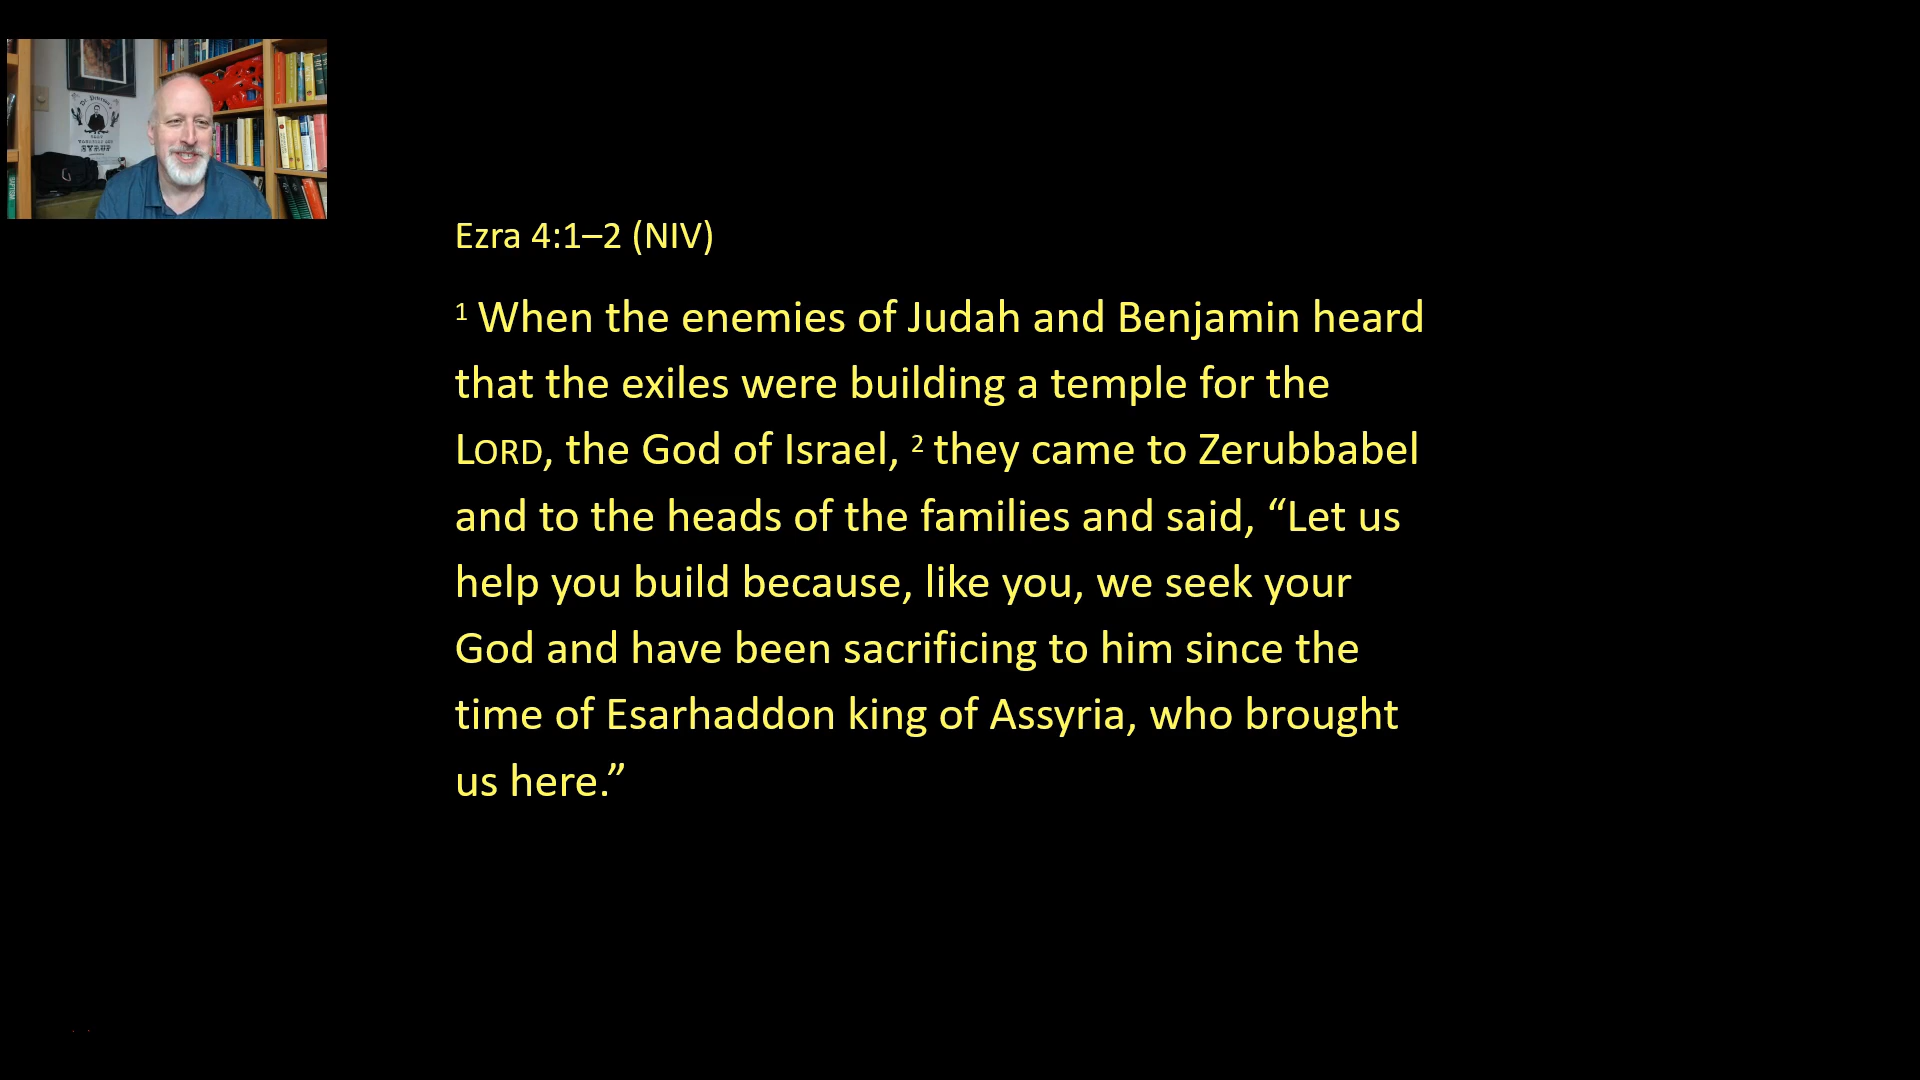 Ezra 4:1–2 (NIV)
1 When the enemies of Judah and Benjamin heard
that the exiles were building a temple for the
LORD, the God of Israel, 2 they came to Zerubbabel
and to the heads of the families and said, “Let us
help you build because, like you, we seek your
God and have been sacrificing to him since the
time of Esarhaddon king of Assyria, who brought
us here.”